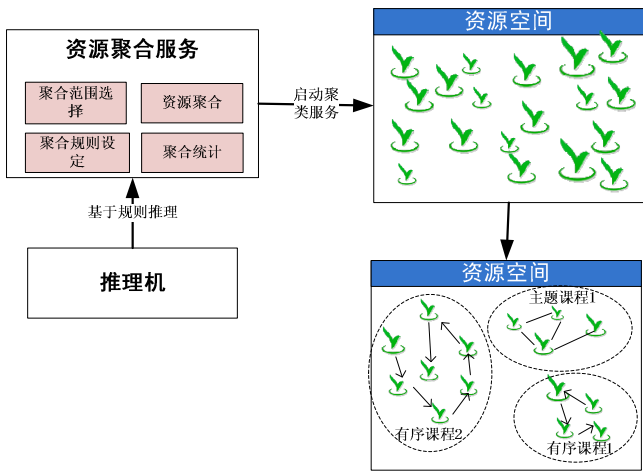 资源空间
资源聚合服务
聚合范围选
择
资源聚合
启动聚
类服务
聚合规则设
定
聚合统计
基于规则推理
推理机
资源空间
主题课程1
有序课程2
有序课程1